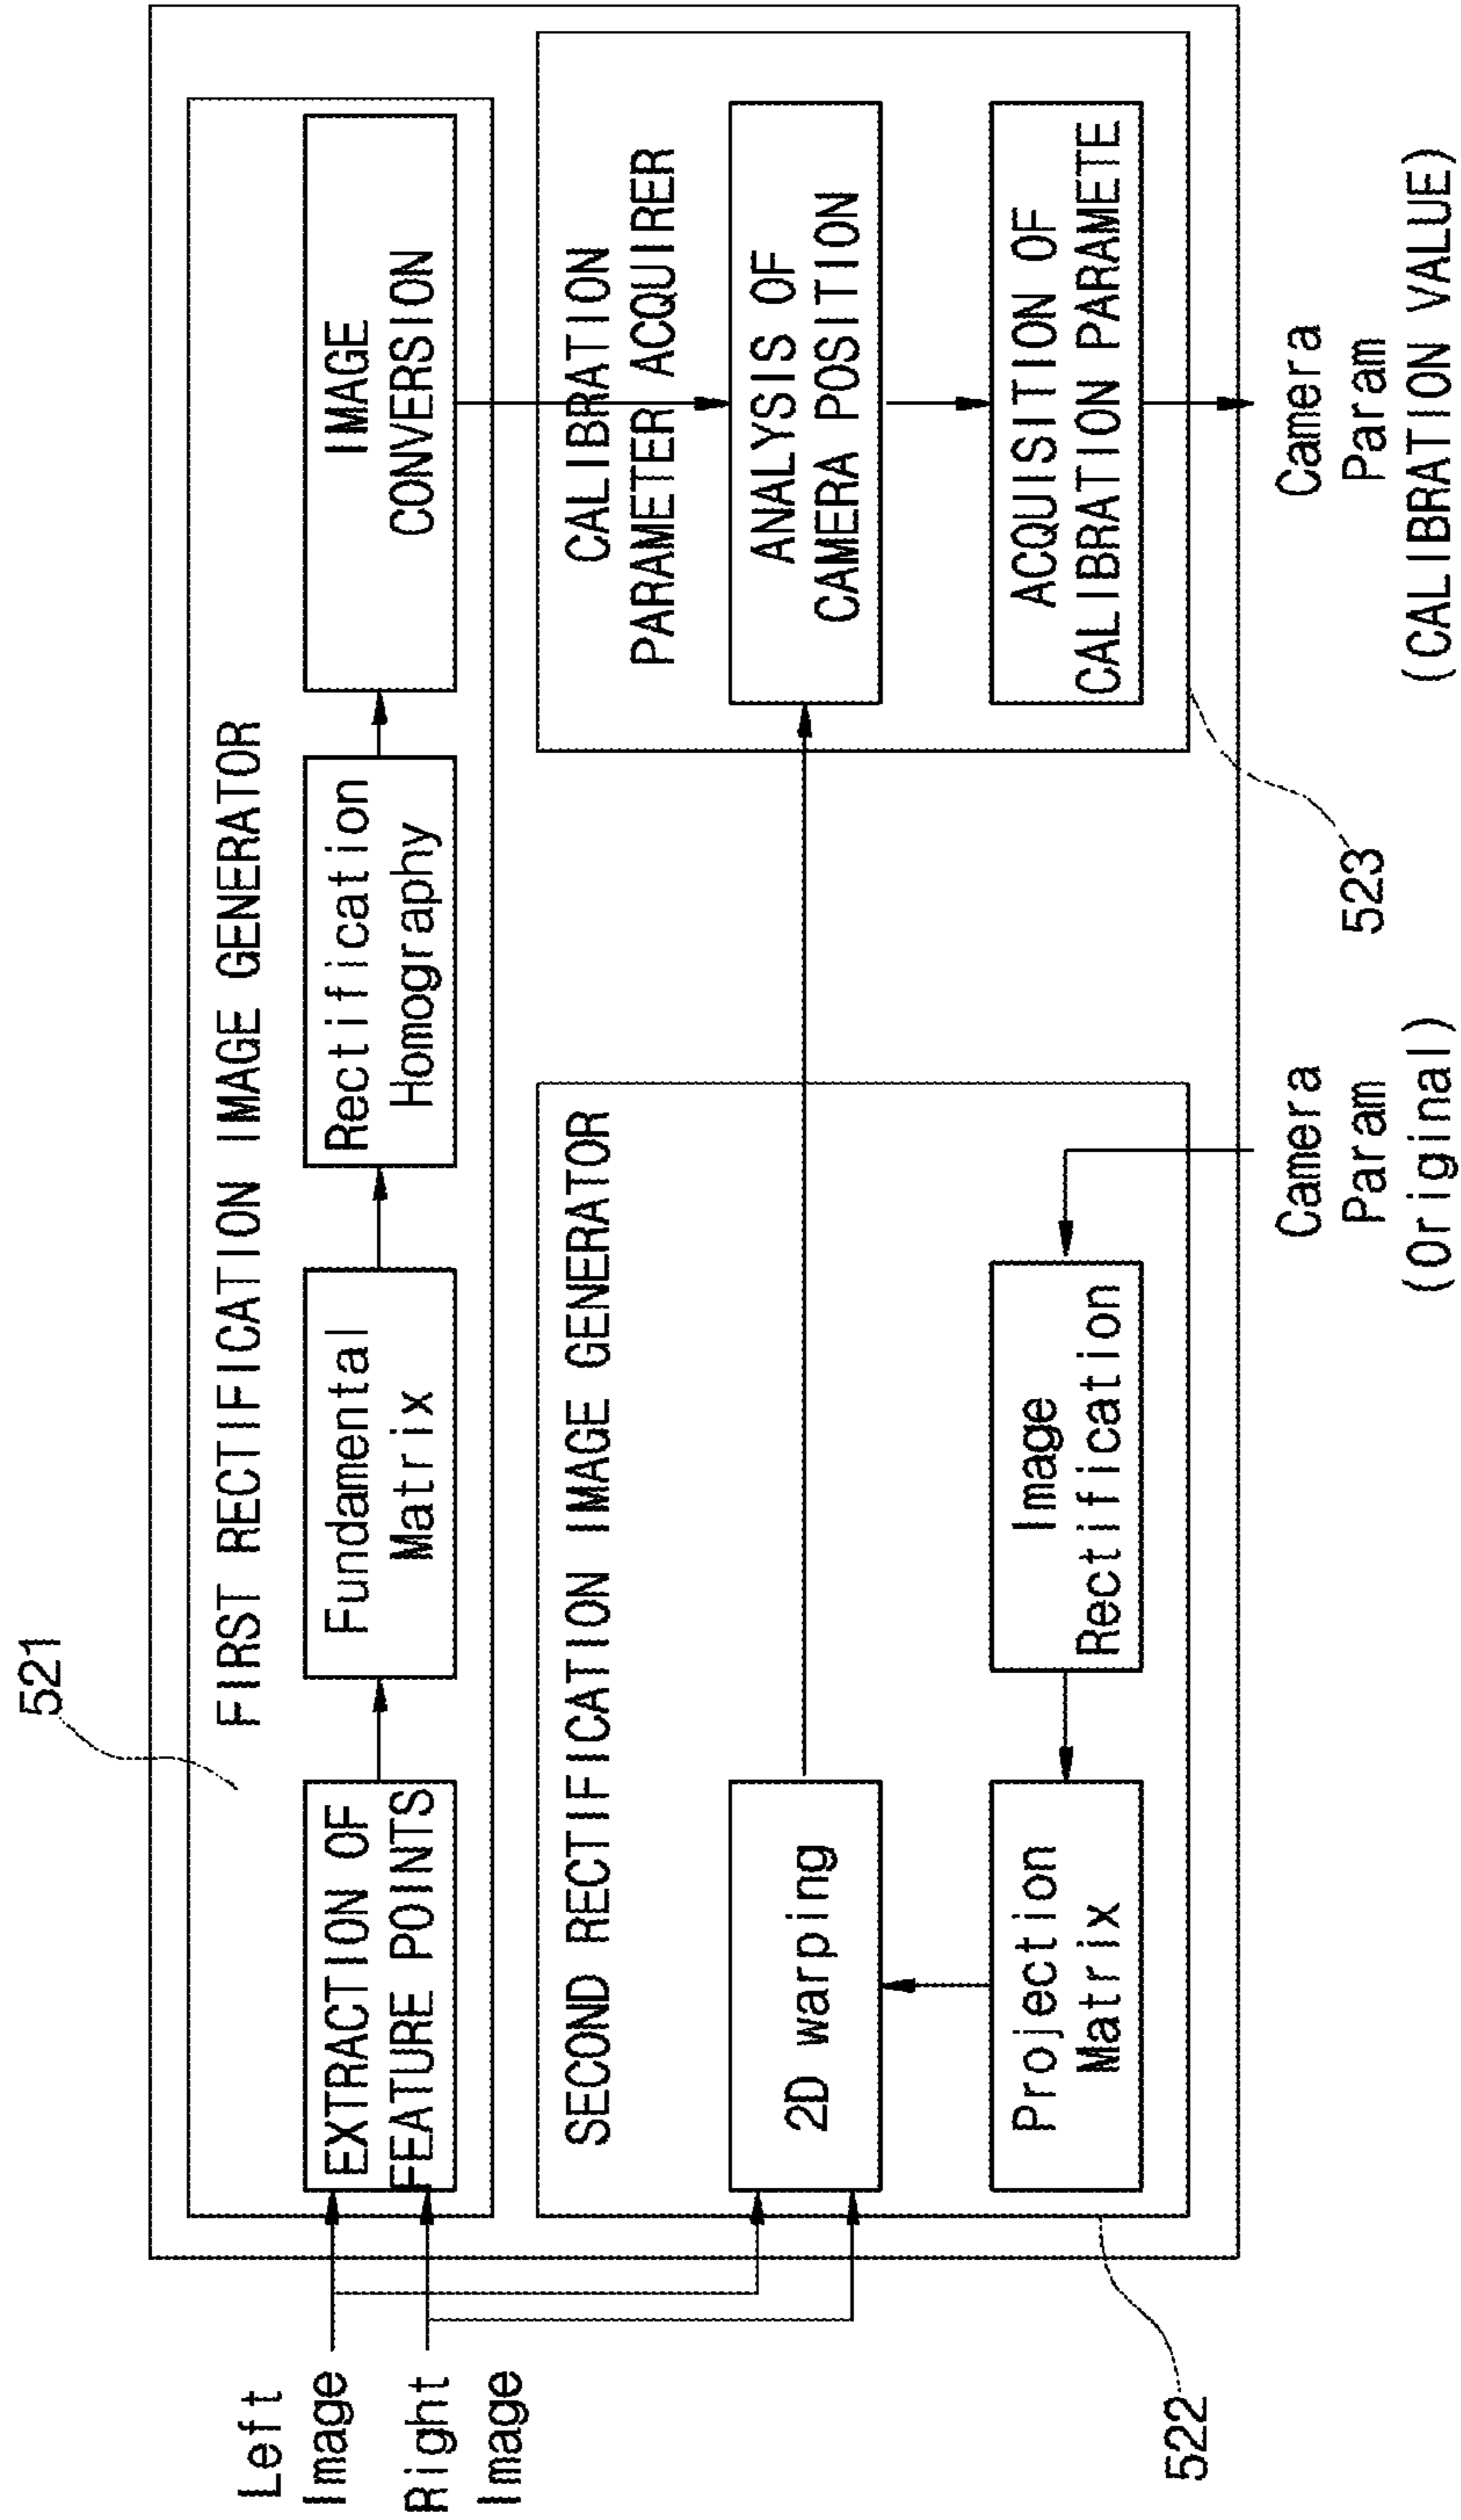 521
FIRST RECTIFICATION IMAGE GENERATOR
Left
Image
Right
Image
EXTRACTION OF
FEATURE POINTS
Fundamental
Matrix
Rectification
Homography
IMAGE
CONVERSION
SECOND RECTIFICATION IMAGE GENERATOR
2D warping
Projection
Matrix
Image
Rectification
CALIBRATION
PARAMETER ACQUIRER
ANALYSIS OF
CAMERA POSITION
ACQUISITION OF
CALIBRATION PARAMETE
522
523
Camera
Param
(Original)
Camera
Param
(CALIBRATION VALUE)